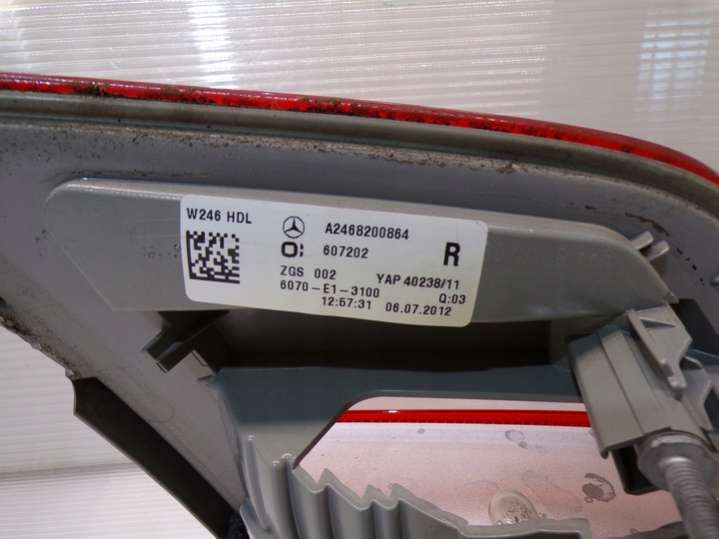 W246 HDL
A2468200864
607202
R
ZGS 002
YAP 40238/11
6070-E1-3100
Q:03
12:57:31 06.07.2012